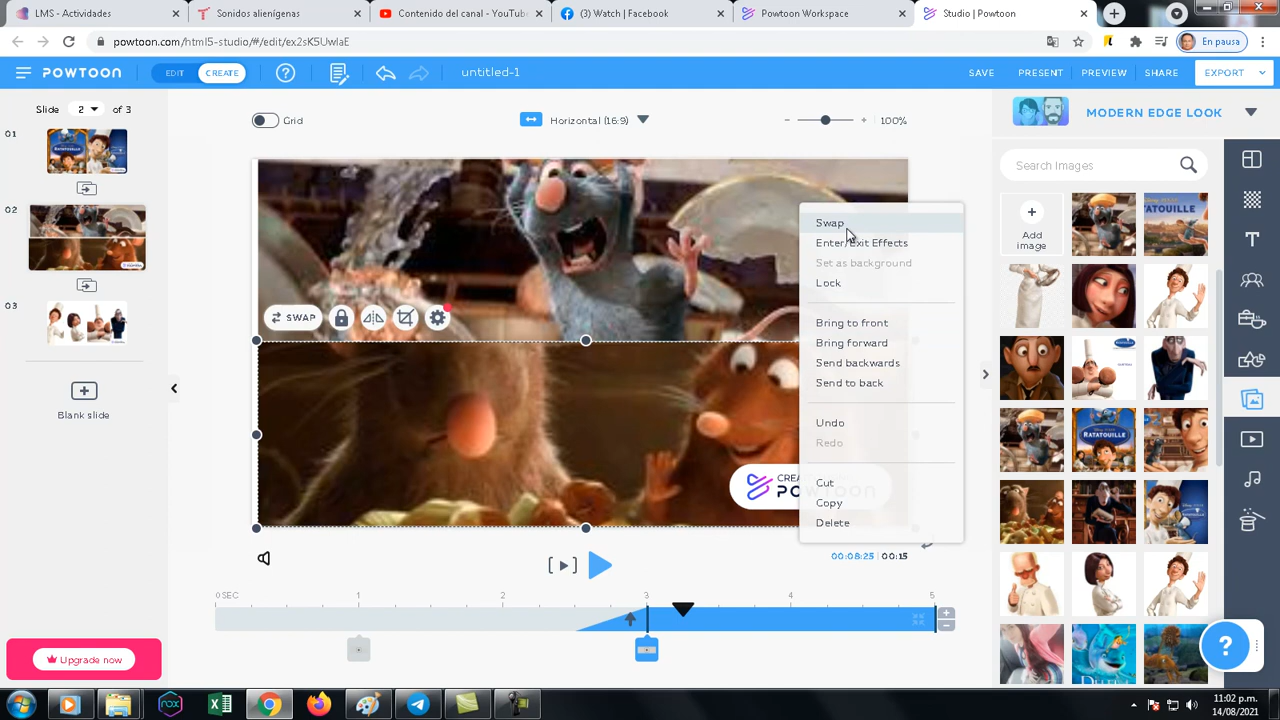 LMS - Actividades
Sonidos alienígenas
Contenido del canal - YouTube
(3) Watch | Facebook
Powtoon Workspace
Studio | Powtoon
powtoon.com/html5-studio/#/edit/ex2sK5UwlaE
En pausa
POWTOON
EDIT
CREATE
untitled-1
SAVE
PRESENT
PREVIEW
SHARE
EXPORT
Slide 2 of 3
Grid
Horizontal (16:9)
100%
MODERN EDGE LOOK
01
02
03
Blank slide
Search Images
Add image
RATATOUILLE
SWAP
Swap
Enter/Exit Effects
Set as background
Lock
Bring to front
Bring forward
Send backwards
Send to back
Undo
Redo
Cut
Copy
Delete
00:08:25 | 00:15
0 SEC
1
2
3
4
5
Upgrade now
11:02 p.m.
14/08/2021